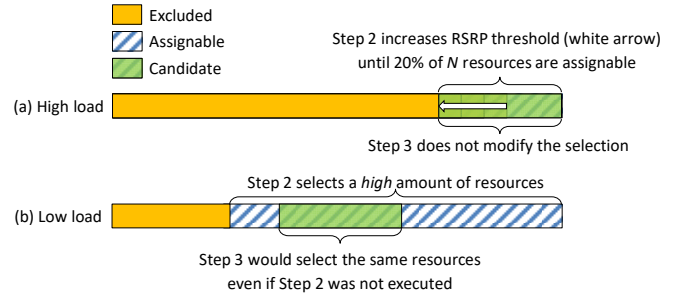 Excluded
Assignable
Candidate
Step 2 increases RSRP threshold (white arrow)
until 20% of N resources are assignable
(a) High load
Step 3 does not modify the selection
Step 2 selects a high amount of resources
(b) Low load
Step 3 would select the same resources
even if Step 2 was not executed